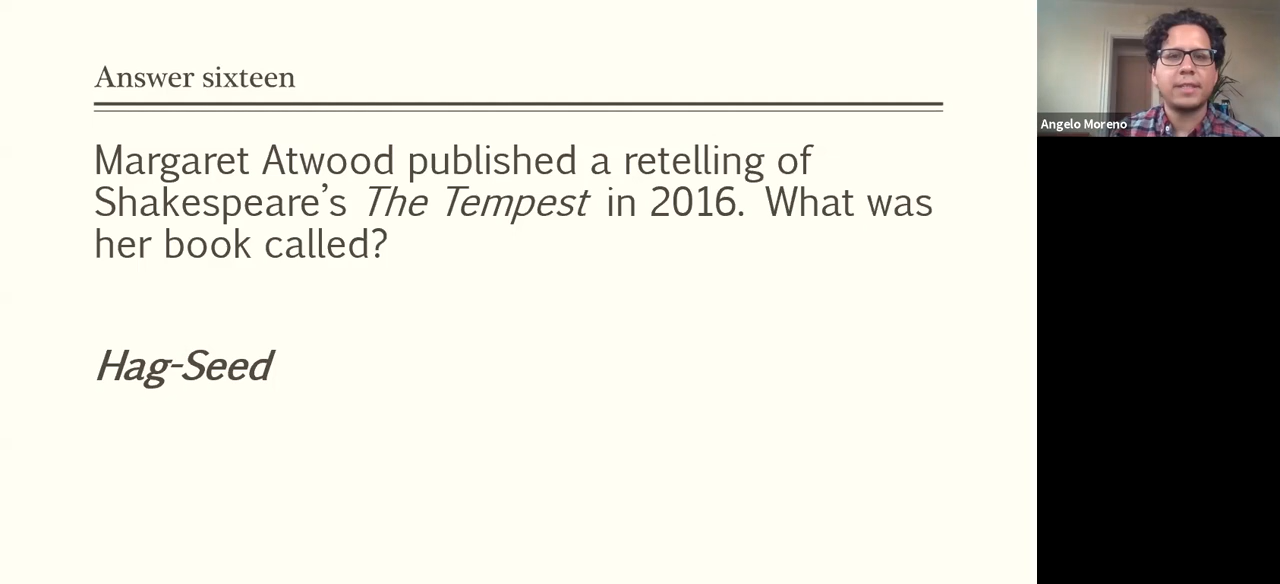 Answer sixteen
Margaret Atwood published a retelling of
Shakespeare’s The Tempest in 2016.  What was
her book called?
Hag-Seed
Angelo Moreno